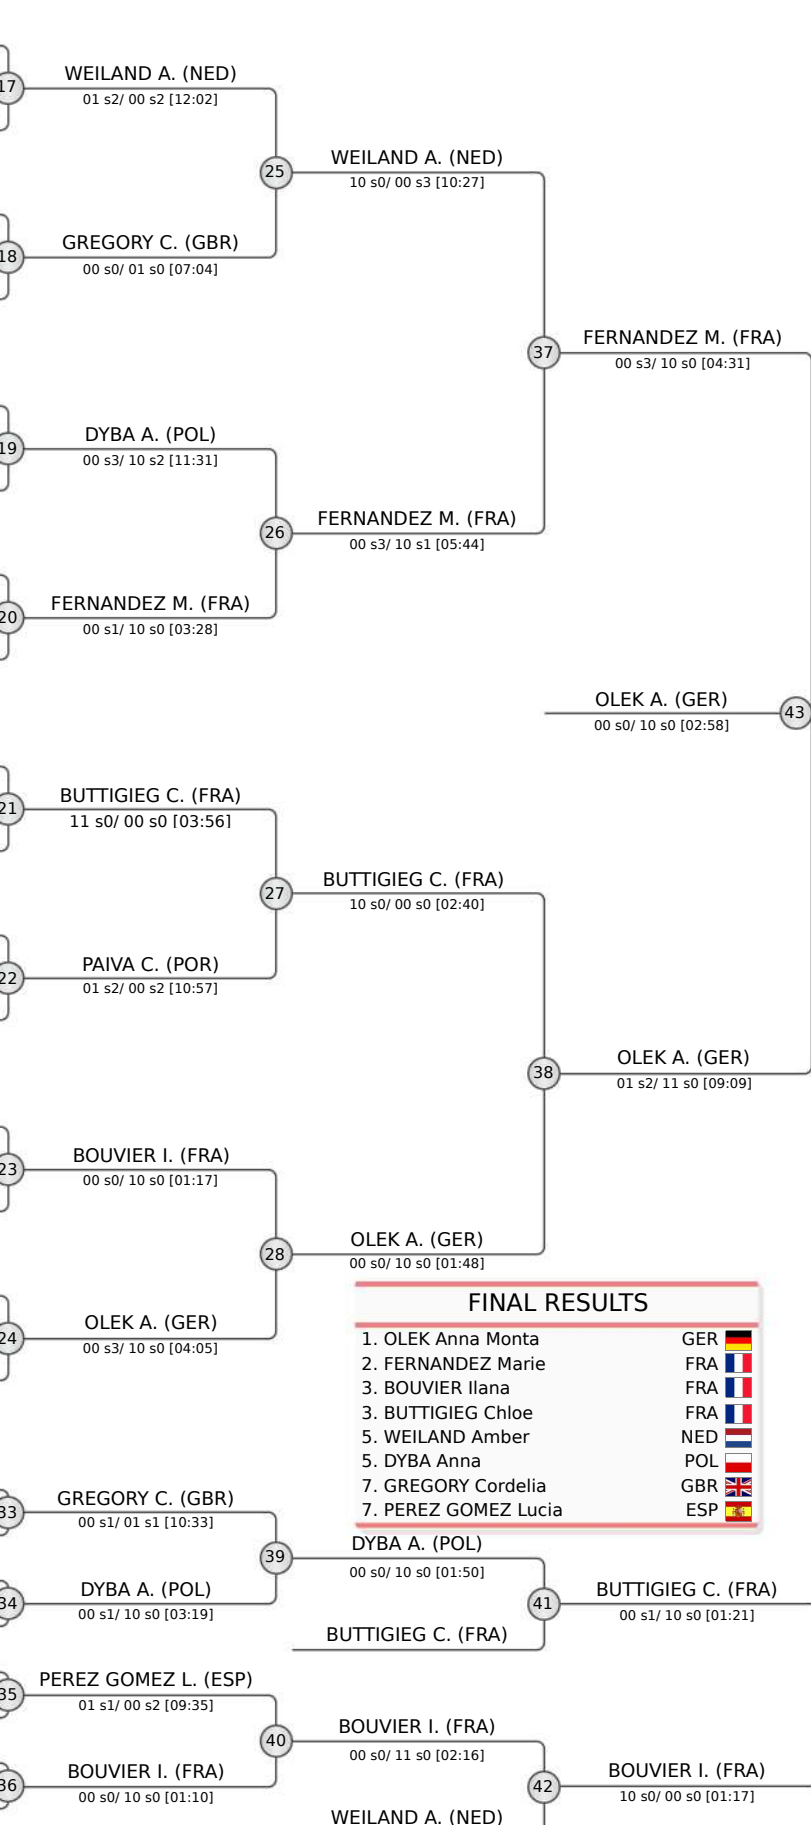 17
WEILAND A. (NED)
01 s2/ 00 s2 [12:02]
25
WEILAND A. (NED)
10 s0/ 00 s3 [10:27]
18
GREGORY C. (GBR)
00 s0/ 01 s0 [07:04]
37
FERNANDEZ M. (FRA)
00 s3/ 10 s0 [04:31]
19
DYBA A. (POL)
00 s3/ 10 s2 [11:31]
26
FERNANDEZ M. (FRA)
00 s3/ 10 s1 [05:44]
20
FERNANDEZ M. (FRA)
00 s1/ 10 s0 [03:28]
OLEK A. (GER)
00 s0/ 10 s0 [02:58]
43
21
BUTTIGIEG C. (FRA)
11 s0/ 00 s0 [03:56]
27
BUTTIGIEG C. (FRA)
10 s0/ 00 s0 [02:40]
22
PAIVA C. (POR)
01 s2/ 00 s2 [10:57]
38
OLEK A. (GER)
01 s2/ 11 s0 [09:09]
23
BOUVIER I. (FRA)
00 s0/ 10 s0 [01:17]
28
OLEK A. (GER)
00 s0/ 10 s0 [01:48]
24
OLEK A. (GER)
00 s3/ 10 s0 [04:05]
FINAL RESULTS
1. OLEK Anna Monta GER
2. FERNANDEZ Marie FRA
3. BOUVIER Ilana FRA
3. BUTTIGIEG Chloe FRA
5. WEILAND Amber NED
5. DYBA Anna POL
7. GREGORY Cordelia GBR
7. PEREZ GOMEZ Lucia ESP
33
GREGORY C. (GBR)
00 s1/ 01 s1 [10:33]
39
DYBA A. (POL)
00 s0/ 10 s0 [01:50]
34
DYBA A. (POL)
00 s1/ 10 s0 [03:19]
41
BUTTIGIEG C. (FRA)
00 s1/ 10 s0 [01:21]
BUTTIGIEG C. (FRA)
35
PEREZ GOMEZ L. (ESP)
01 s1/ 00 s2 [09:35]
40
BOUVIER I. (FRA)
00 s0/ 11 s0 [02:16]
36
BOUVIER I. (FRA)
00 s0/ 10 s0 [01:10]
42
BOUVIER I. (FRA)
10 s0/ 00 s0 [01:17]
WEILAND A. (NED)